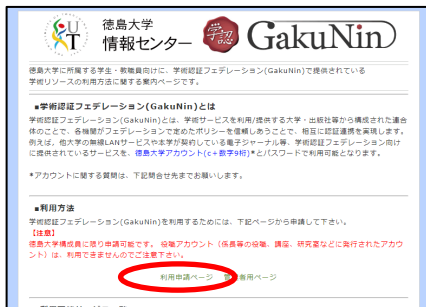 徳島大学
情報センター
学認
GakuNin
徳島大学に所属する学生・教職員向けに、学術認証フェデレーション(GakuNin)で提供されている
学術リソースの利用方法に関する案内ページです。
■学術認証フェデレーション(GakuNin)とは
学術認証フェデレーション(GakuNin)とは、学術サービスを利用/提供する大学・出版社等から構成された連合
体のことで、各機関がフェデレーションで定めたポリシーを信頼しあうことで、相互に認証連携を実現します。
例えば，他大学の無線LANサービスや本学が契約している電子ジャーナル等、学術認証フェデレーション向け
に提供されているサービスを、徳島大学アカウント(c+数字9桁)*とパスワードで利用可能となります。
*アカウントに関する質問は、下記問合せ先までお願いします。
■利用方法
学術認証フェデレーション(GakuNin)を利用するためには、下記ページから申請して下さい。
【注意】
徳島大学構成員に限り申請可能です。 役職アカウント（係長等の役職、講座、研究室などに発行されたアカウ
ント）は、利用できませんのでご注意下さい。
利用申請ページ 者用ページ